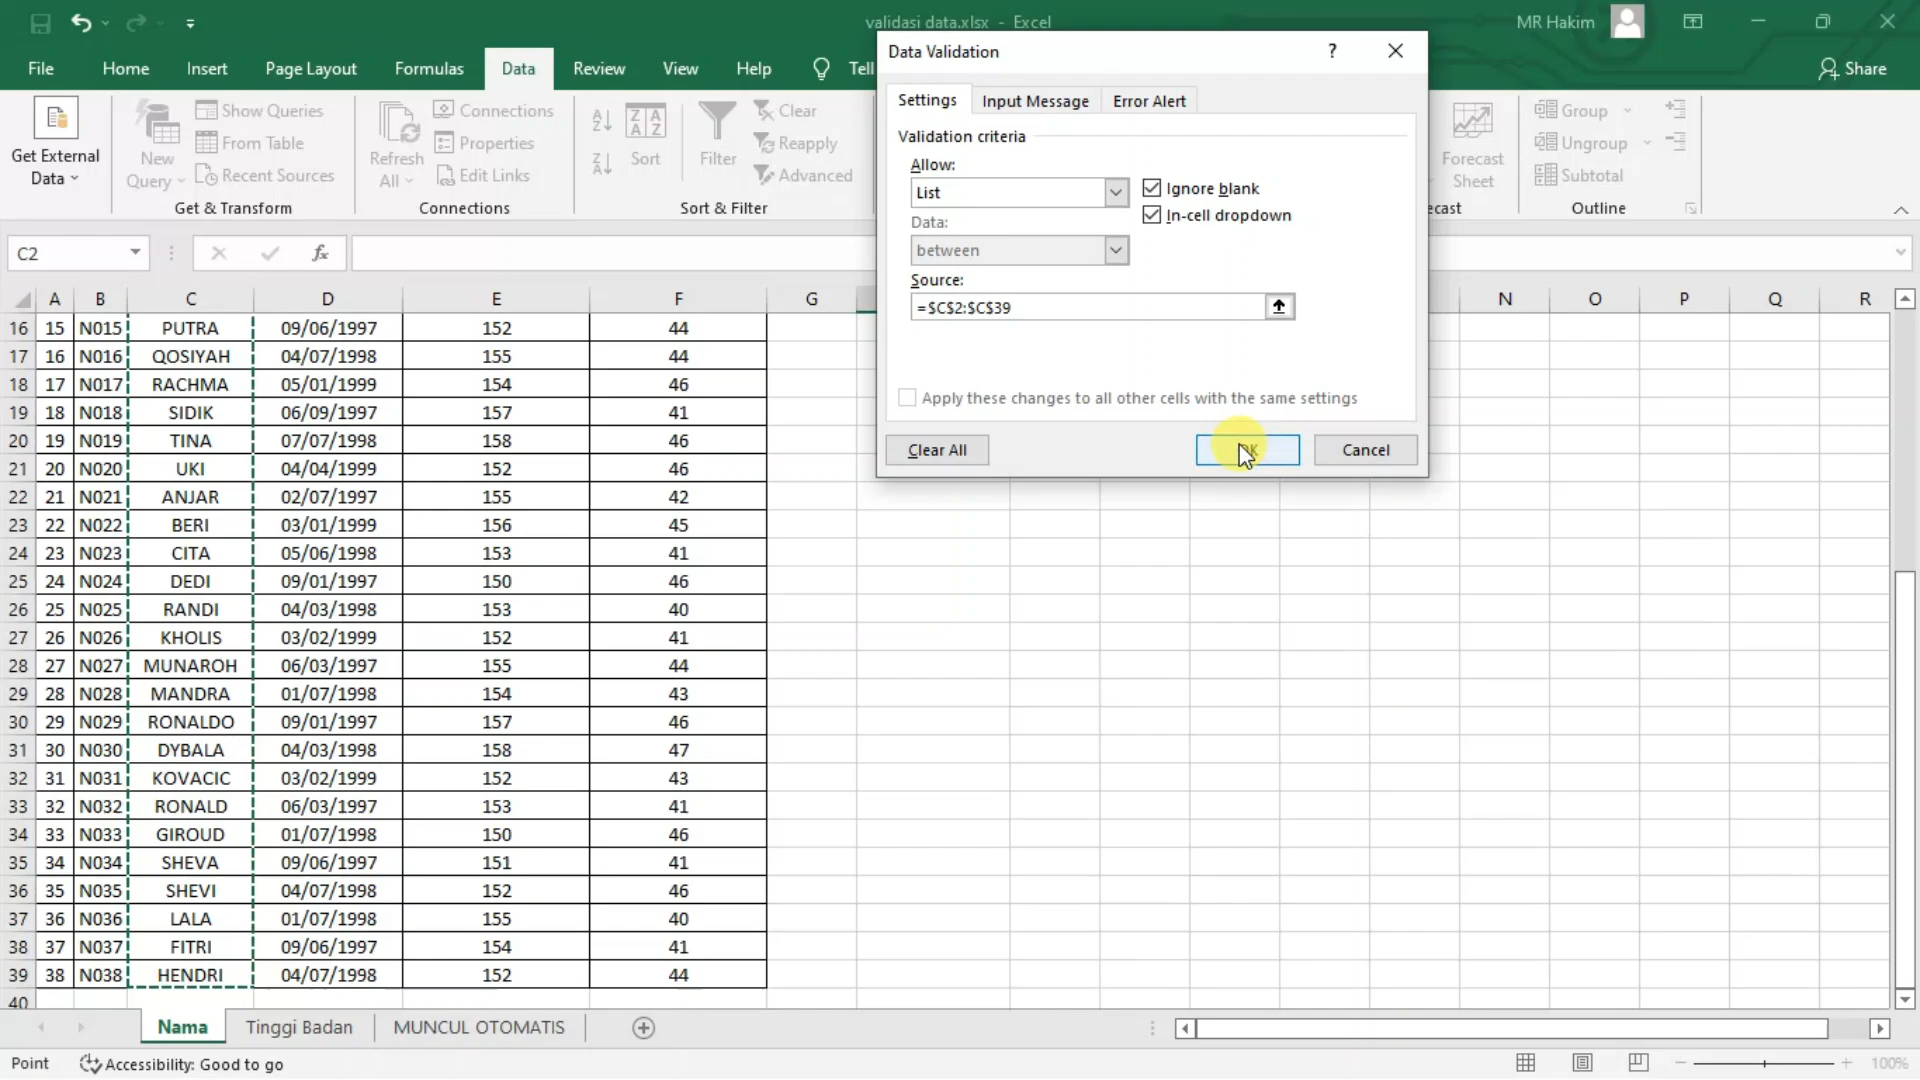 validasi data.xlsx - Excel
MR Hakim
File Home Insert Page Layout Formulas Data Review View Help Tell
Share
Get External Data
New Query
Show Queries
From Table
Recent Sources
Get & Transform
Refresh All
Connections
Properties
Edit Links
Connections
Sort
Filter
Clear
Reapply
Advanced
Sort & Filter
Forecast
Sheet
ecast
Group
Ungroup
Subtotal
Outline
Data Validation
?
Settings Input Message Error Alert
Validation criteria
Allow:
List
Ignore blank
In-cell dropdown
Data:
between
Source:
=$C$2:$C$39
Apply these changes to all other cells with the same settings
Clear All
OK
Cancel
C2
fx
A B C D E F G N O P Q R
16 15 N015 PUTRA 09/06/1997 152 44
17 16 N016 QOSIYAH 04/07/1998 155 44
18 17 N017 RACHMA 05/01/1999 154 46
19 18 N018 SIDIK 06/09/1997 157 41
20 19 N019 TINA 07/07/1998 158 46
21 20 N020 UKI 04/04/1999 152 46
22 21 N021 ANJAR 02/07/1997 155 42
23 22 N022 BERI 03/01/1999 156 45
24 23 N023 CITA 05/06/1998 153 41
25 24 N024 DEDI 09/01/1997 150 46
26 25 N025 RANDI 04/03/1998 153 40
27 26 N026 KHOLIS 03/02/1999 152 41
28 27 N027 MUNAROH 06/03/1997 155 44
29 28 N028 MANDRA 01/07/1998 154 43
30 29 N029 RONALDO 09/01/1997 157 46
31 30 N030 DYBALA 04/03/1998 158 47
32 31 N031 KOVACIC 03/02/1999 152 43
33 32 N032 RONALD 06/03/1997 153 41
34 33 N033 GIROUD 01/07/1998 150 46
35 34 N034 SHEVA 09/06/1997 151 41
36 35 N035 SHEVI 04/07/1998 152 46
37 36 N036 LALA 01/07/1998 155 40
38 37 N037 FITRI 09/06/1997 154 41
39 38 N038 HENDRI 04/07/1998 152 44
40
Nama Tinggi Badan MUNCUL OTOMATIS
Point
Accessibility: Good to go
100%